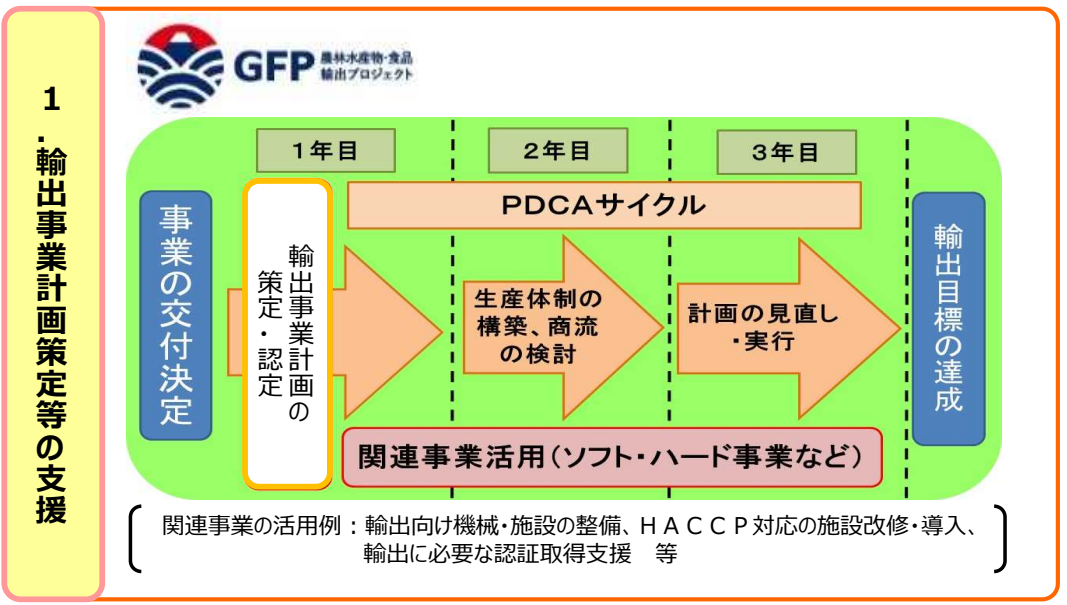 1.輸出事業計画策定等の支援
GFP
農林水産物・食品
輸出プロジェクト
1年目
2年目
3年目
PDCAサイクル
事業の交付決定
輸出事業計画の
策定・認定
生産体制の
構築、商流
の検討
計画の見直し
・実行
輸出目標の達成
関連事業活用(ソフト・ハード事業など)
関連事業の活用例:輸出向け機械・施設の整備、HACCP対応の施設改修・導入、
輸出に必要な認証取得支援 等